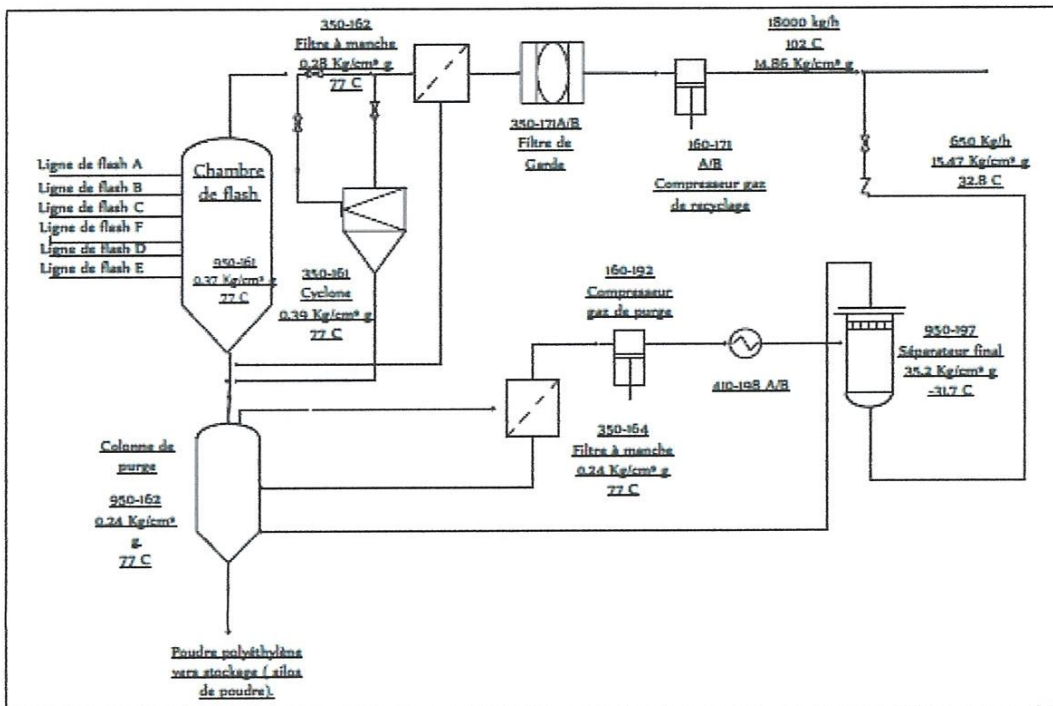 350-162
Filtre à manche
0.28 Kg/cm² g
77 C
18000 kg/h
102 C
14.86 Kg/cm² g
350-171A/B
Filtre de
Garde
160-171
A/B
Compresseur gaz
de recyclage
650 Kg/h
15.47 Kg/cm² g
32.8 C
Ligne de flash A
Ligne de flash B
Ligne de flash C
Ligne de flash F
Ligne de flash D
Ligne de flash E
Chambre
de flash
950-161
0.37 Kg/cm² g
77 C
350-161
Cyclone
0.39 Kg/cm² g
77 C
160-192
Compresseur
gaz de purge
410-198 A/B
950-197
Séparateur final
35.2 Kg/cm² g
-31.7 C
350-164
Filtre à manche
0.24 Kg/cm² g
77 C
Colonne de
purge
950-162
0.24 Kg/cm²
g
77 C
Poudre polyéthylène
vers stockage ( silos
de poudre).